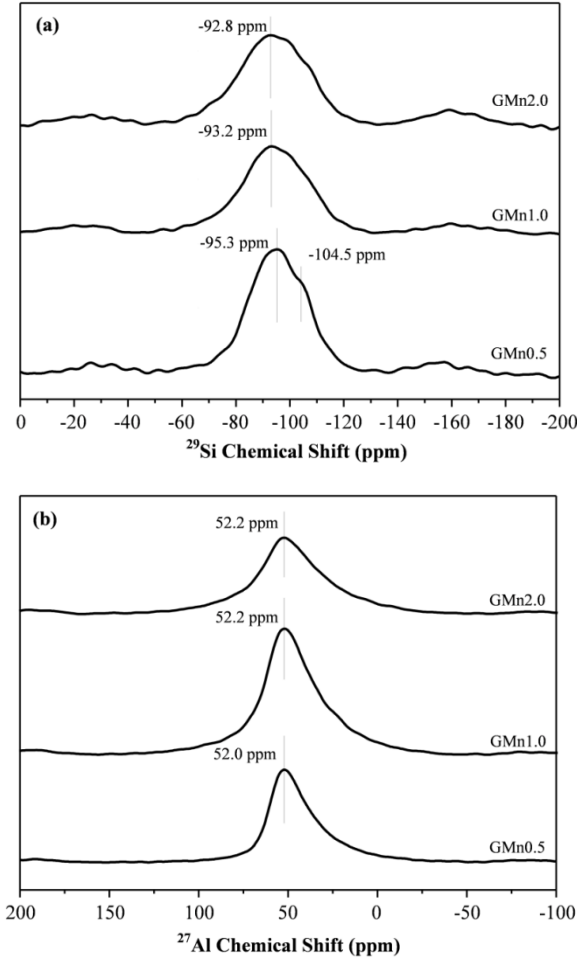 (a)
-92.8 ppm
GMn2.0
-93.2 ppm
GMn1.0
-95.3 ppm
-104.5 ppm
GMn0.5
0 -20 -40 -60 -80 -100 -120 -140 -160 -180 -200
²⁹Si Chemical Shift (ppm)
(b)
52.2 ppm
GMn2.0
52.2 ppm
GMn1.0
52.0 ppm
GMn0.5
200 150 100 50 0 -50 -100
²⁷Al Chemical Shift (ppm)